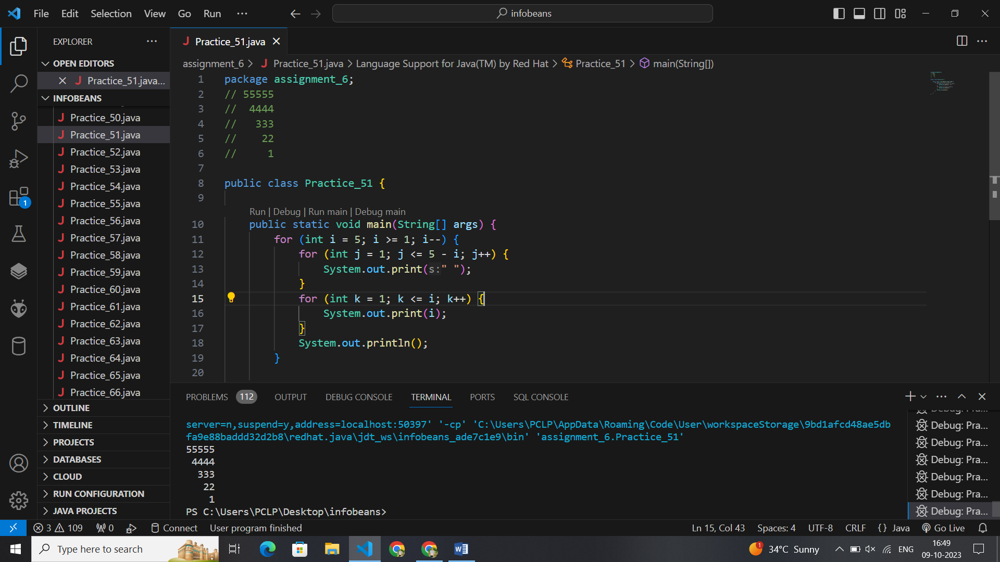 File Edit Selection View Go Run ··· infobeans
EXPLORER ···
OPEN EDITORS
Practice_51.java...
INFOBEANS
Practice_50.java
Practice_51.java
Practice_52.java
Practice_53.java
Practice_54.java
Practice_55.java
Practice_56.java
Practice_57.java
Practice_58.java
Practice_59.java
Practice_60.java
Practice_61.java
Practice_62.java
Practice_63.java
Practice_64.java
Practice_65.java
Practice_66.java
OUTLINE
TIMELINE
PROJECTS
DATABASES
CLOUD
RUN CONFIGURATION
JAVA PROJECTS
1
J Practice_51.java
assignment_6 > J Practice_51.java > Language Support for Java(TM) by Red Hat > Practice_51 > main(String[])
1 package assignment_6;
2 // 55555
3 //  4444
4 //   333
5 //    22
6 //     1
7
8 public class Practice_51 {
9
Run | Debug | Run main | Debug main
10     public static void main(String[] args) {
11         for (int i = 5; i >= 1; i--) {
12             for (int j = 1; j <= 5 - i; j++) {
13                 System.out.print(s:" ");
14             }
15             for (int k = 1; k <= i; k++) {
16                 System.out.print(i);
17             }
18             System.out.println();
19         }
20
PROBLEMS 112 OUTPUT DEBUG CONSOLE TERMINAL PORTS SQL CONSOLE
server=n,suspend=y,address=localhost:50397' '-cp' 'C:\Users\PCLP\AppData\Roaming\Code\User\workspaceStorage\9bd1afcd48ae5db
fa9e88baddd32d2b8\redhat.java\jdt_ws\infobeans_ade7c1e9\bin' 'assignment_6.Practice_51'
55555
 4444
  333
   22
    1
PS C:\Users\PCLP\Desktop\infobeans>
Debug: Pra...
Debug: Pra...
Debug: Pra...
Debug: Pra...
Debug: Pra...
Debug: Pra...
3 109 0 Connect User program finished Ln 15, Col 43 Spaces: 4 UTF-8 CRLF {} Java Go Live
Type here to search 1 34°C Sunny ENG 16:49
09-10-2023